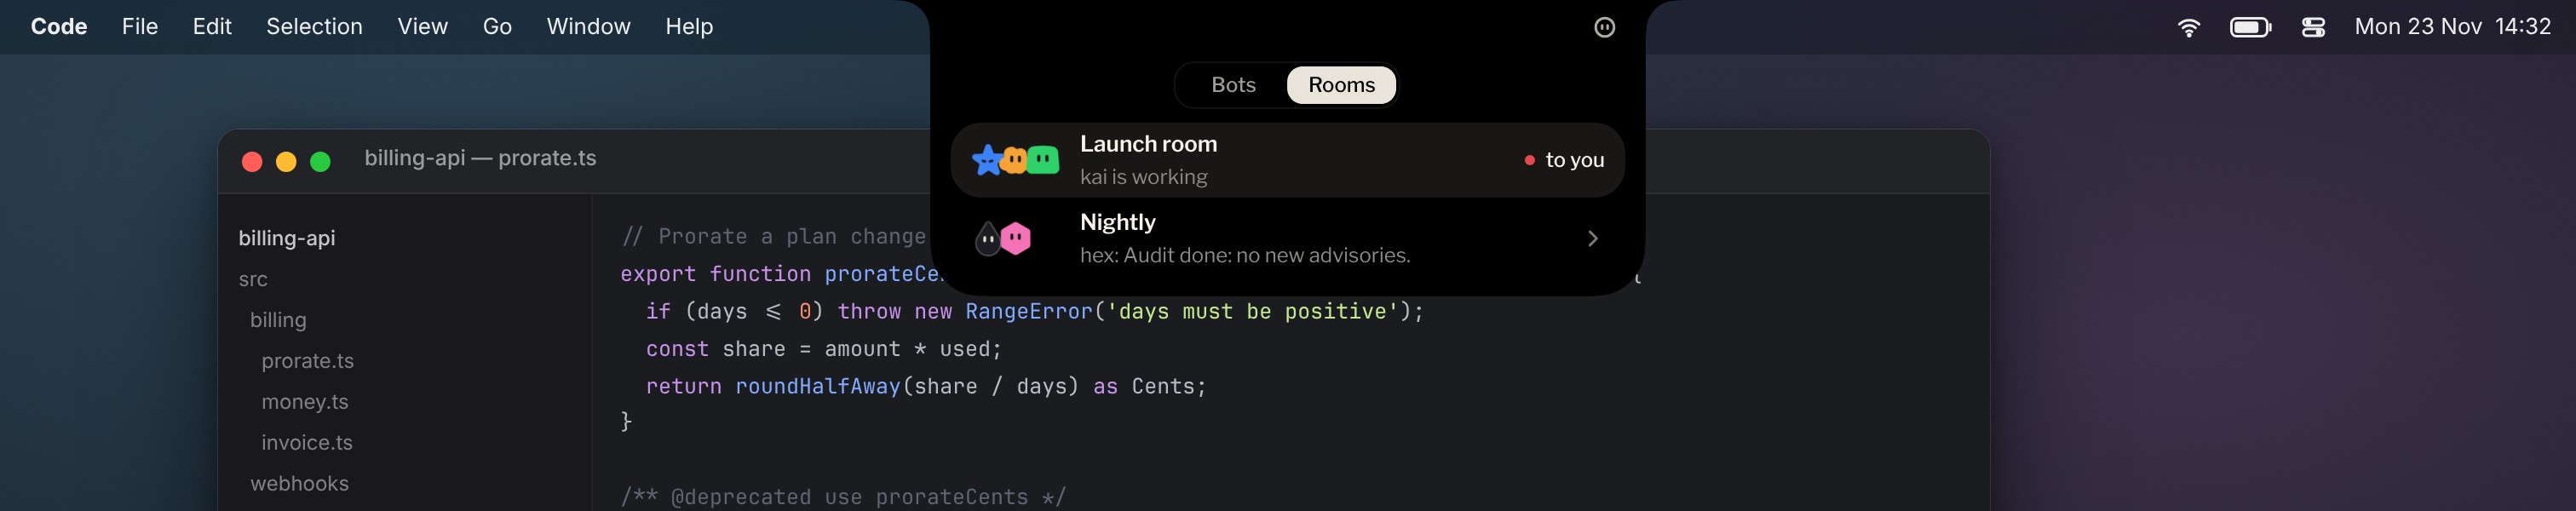 Code File Edit Selection View Go Window Help
Mon 23 Nov 14:32
Bots Rooms
Launch room
kai is working
to you
Nightly
hex: Audit done: no new advisories.
billing-api — prorate.ts
billing-api
src
billing
prorate.ts
money.ts
invoice.ts
webhooks
// Prorate a plan change
export function prorateCe
if (days <= 0) throw new RangeError('days must be positive');
const share = amount * used;
return roundHalfAway(share / days) as Cents;
}
/** @deprecated use prorateCents */